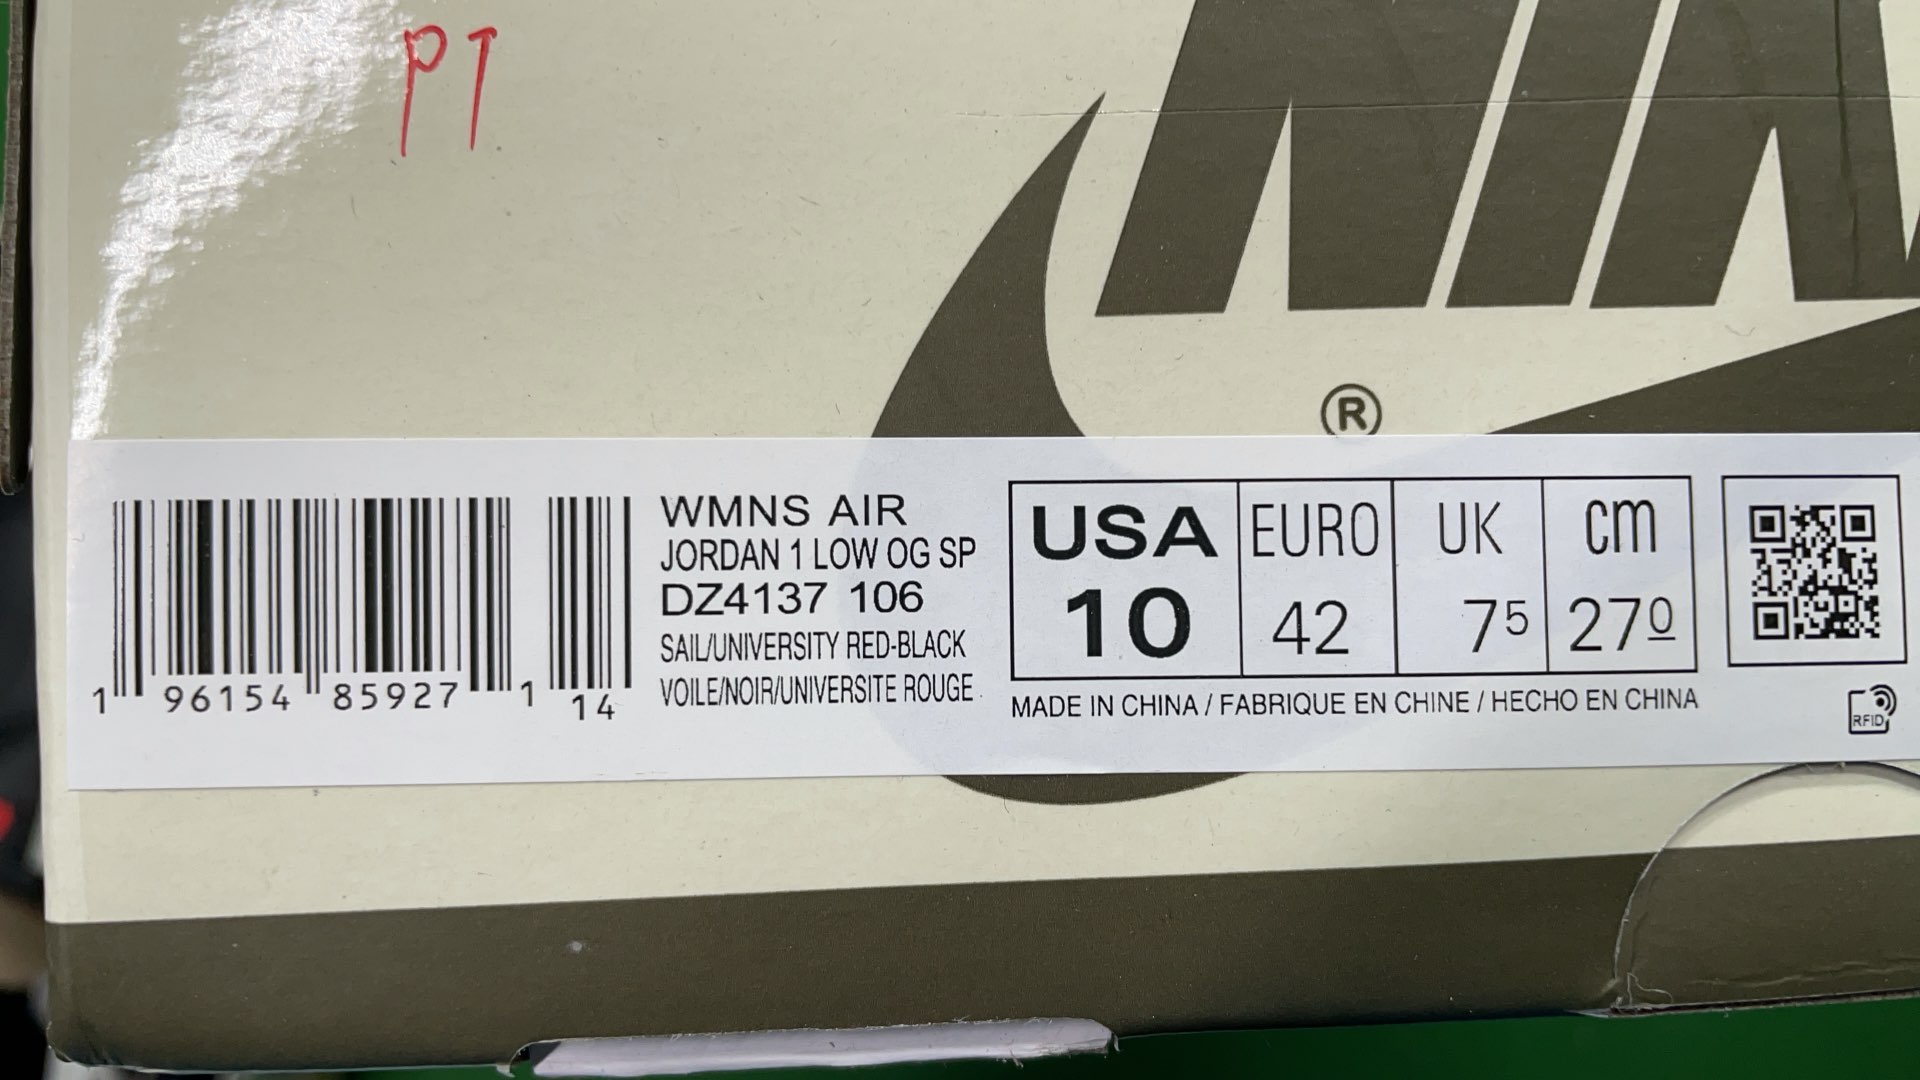 PT
NIK
®
WMNS AIR
JORDAN 1 LOW OG SP
DZ4137 106
SAIL/UNIVERSITY RED-BLACK
VOILE/NOIR/UNIVERSITE ROUGE
1 96154 85927 1 14
USA EURO UK cm
10 42 75 270
MADE IN CHINA / FABRIQUE EN CHINE / HECHO EN CHINA
RFID